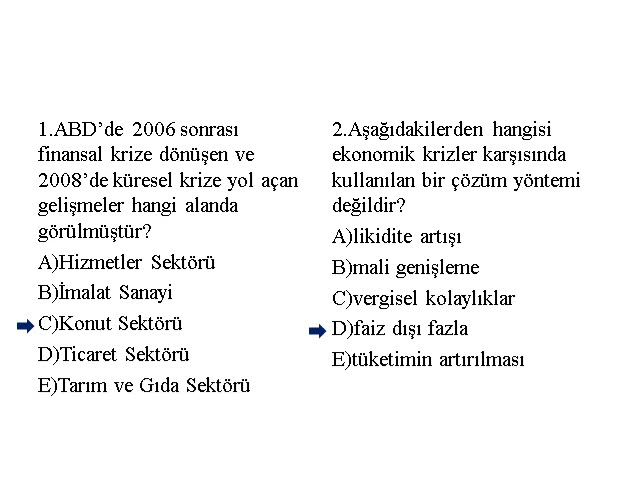 1.ABD’de 2006 sonrası
finansal krize dönüşen ve
2008’de küresel krize yol açan
gelişmeler hangi alanda
görülmüştür?
A)Hizmetler Sektörü
B)İmalat Sanayi
C)Konut Sektörü
D)Ticaret Sektörü
E)Tarım ve Gıda Sektörü
2.Aşağıdakilerden hangisi
ekonomik krizler karşısında
kullanılan bir çözüm yöntemi
değildir?
A)likidite artışı
B)mali genişleme
C)vergisel kolaylıklar
D)faiz dışı fazla
E)tüketimin artırılması